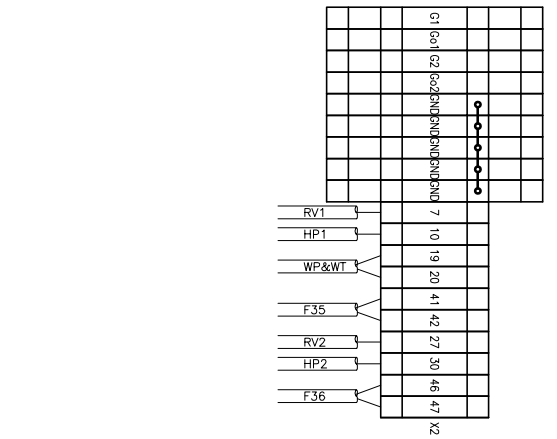 G1
Go1
G2
Go2
GND
GND
GND
GND
GND
RV1
7
HP1
10
WP&WT
19
20
F35
41
42
RV2
27
HP2
30
F36
46
47
X2